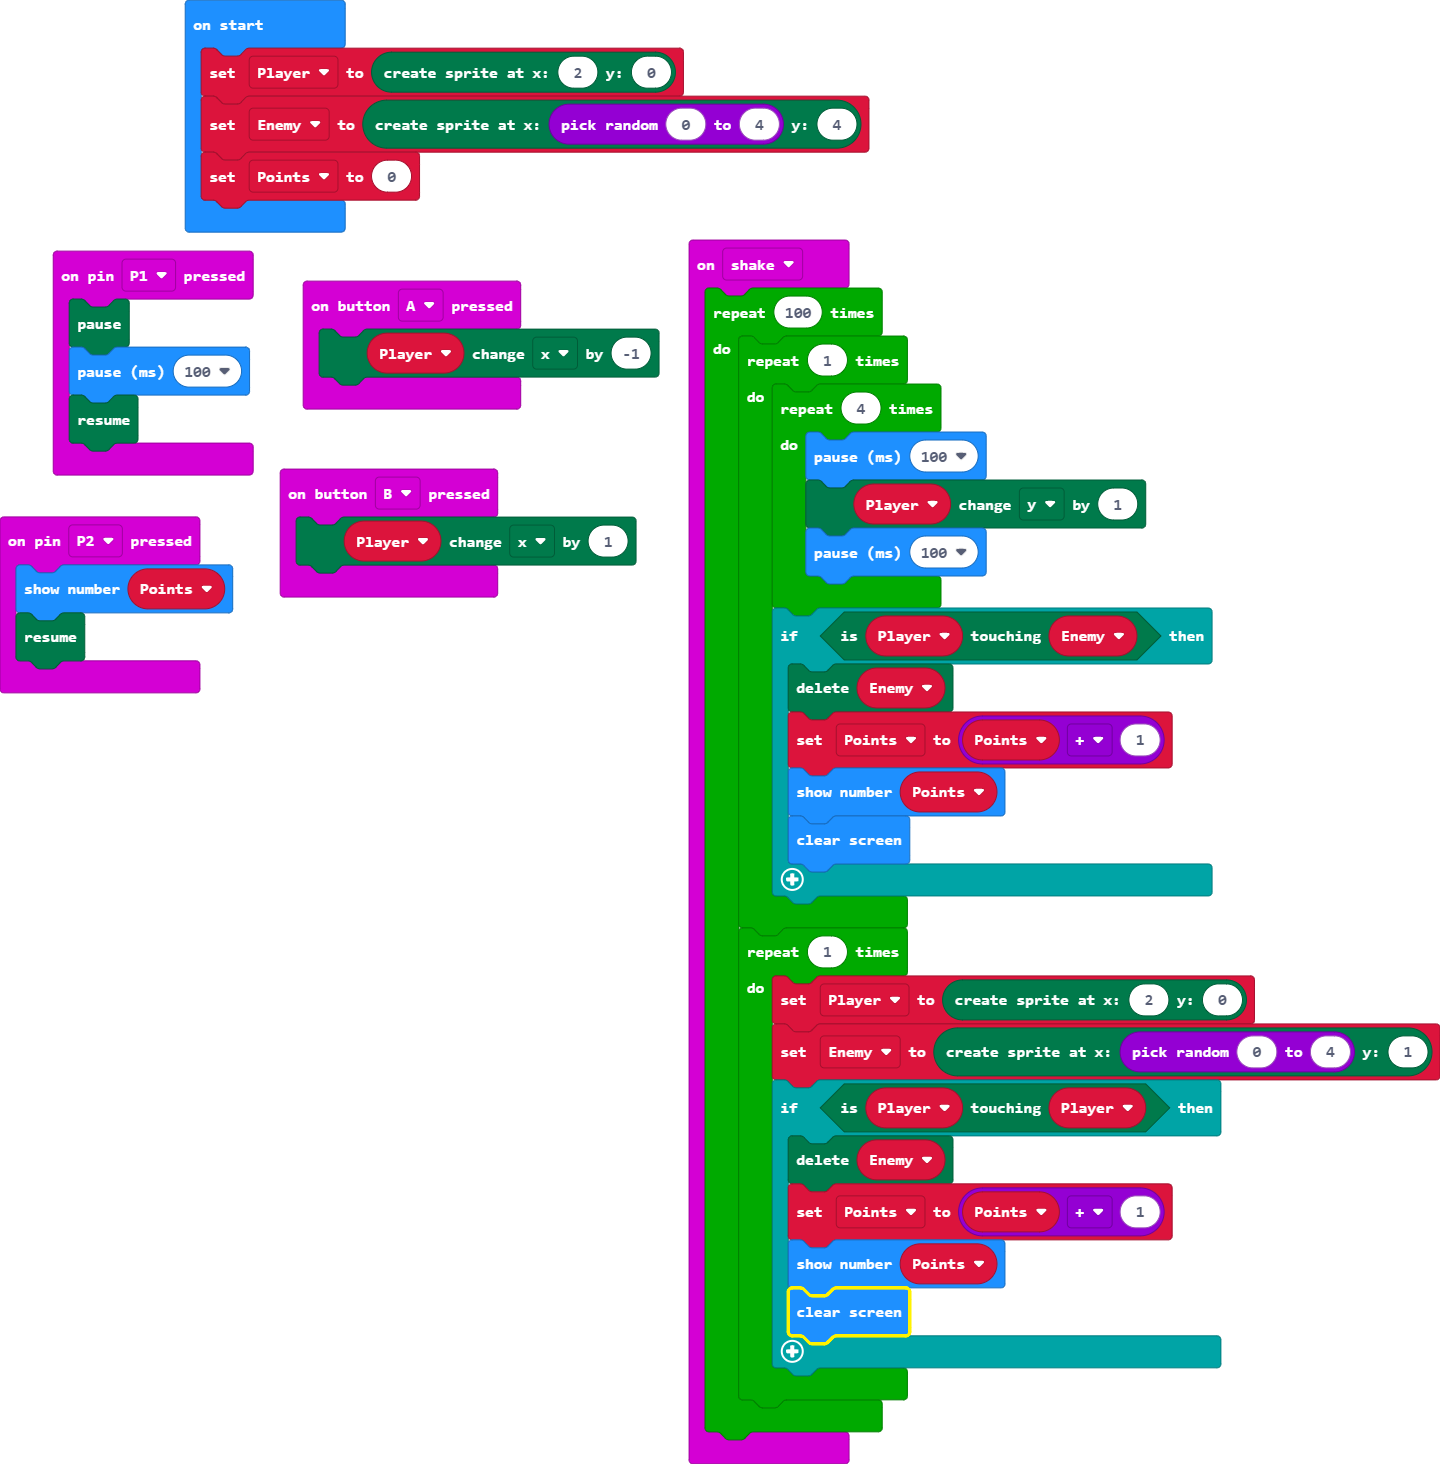 on start
set Player to create sprite at x: 2 y: 0
set Enemy to create sprite at x: pick random 0 to 4 y: 4
set Points to 0
on pin P1 pressed
pause
pause (ms) 100
resume
on button A pressed
Player change x by -1
on button B pressed
Player change x by 1
on pin P2 pressed
show number Points
resume
on shake
repeat 100 times
do
repeat 1 times
do
repeat 4 times
do
pause (ms) 100
Player change y by 1
pause (ms) 100
if is Player touching Enemy then
delete Enemy
set Points to Points + 1
show number Points
clear screen
repeat 1 times
do
set Player to create sprite at x: 2 y: 0
set Enemy to create sprite at x: pick random 0 to 4 y: 1
if is Player touching Player then
delete Enemy
set Points to Points + 1
show number Points
clear screen